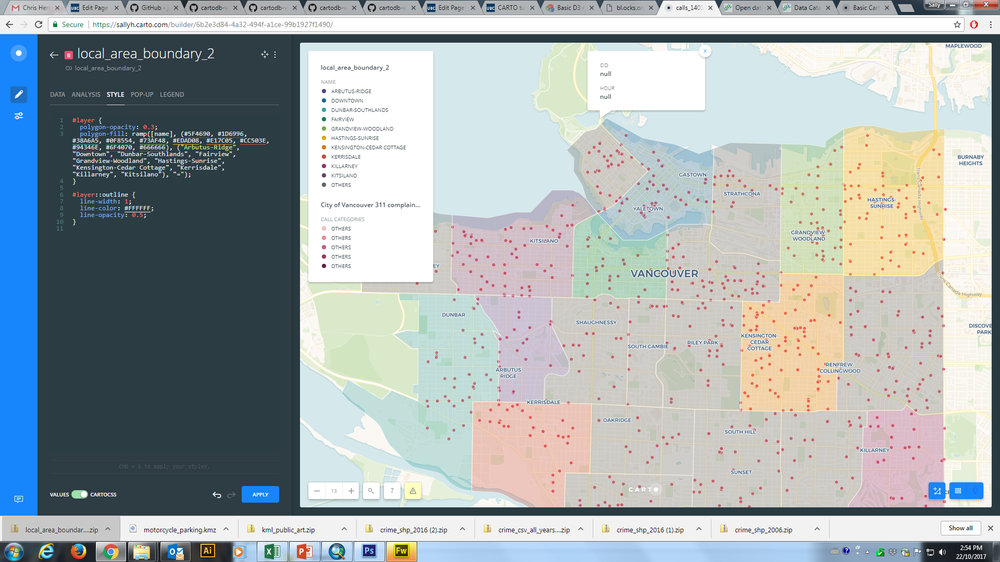 Chris Herr
Edit Page
GitHub - j
cartodb-v
cartodb-v
cartodb-v
cartodb-v
Edit Page
CARTO tu
Basic D3 m
bl.ocks.or
calls_1401
Open dat
Data Cata
Basic Cart
Sally
Secure
https://sallyh.carto.com/builder/6b2e3d84-4a32-494f-a1ce-99b1927f1490/
B local_area_boundary_2
local_area_boundary_2
DATA ANALYSIS STYLE POP-UP LEGEND
1 #layer {
2 polygon-opacity: 0.3;
3 polygon-fill: ramp([name], (#5F4690, #1D6996,
#38A6A5, #0F8554, #73AF48, #EDAD08, #E17C05, #CC503E,
#94346E, #6F4070, #666666), ("Arbutus-Ridge",
"Downtown", "Dunbar-Southlands", "Fairview",
"Grandview-Woodland", "Hastings-Sunrise",
"Kensington-Cedar Cottage", "Kerrisdale",
"Killarney", "Kitsilano"), "=");
4 }
5
6 #layer::outline {
7 line-width: 1;
8 line-color: #FFFFFF;
9 line-opacity: 0.5;
10 }
11
CMD + S to apply your styles.
VALUES CARTOCSS APPLY
local_area_boundary_2
NAME
ARBUTUS-RIDGE
DOWNTOWN
DUNBAR-SOUTHLANDS
FAIRVIEW
GRANDVIEW-WOODLAND
HASTINGS-SUNRISE
KENSINGTON-CEDAR COTTAGE
KERRISDALE
KILLARNEY
KITSILANO
OTHERS
City of Vancouver 311 complain...
CALL CATEGORIES
OTHERS
OTHERS
OTHERS
OTHERS
OTHERS
CID
null
HOUR
null
MAPLEWOOD
BURNABY
HEIGHTS
GASTOWN
STRATHCONA
HASTINGS-
SUNRISE
YALETOWN
Trans-Canada Highway
GRANDVIEW-
WOODLAND
KITSILANO
EY
VANCOUVER
Trans-Canada Highway
DUNBAR
SHAUGHNESSY
DISCOVE
PARK
KENSINGTON-
CEDAR
COTTAGE
SOUTH CAMBIE
RILEY PARK
ARBUTUS
RIDGE
RENFREW-
COLLINGWOOD
KERRISDALE
OAKRIDGE
SOUTH HILL
KILLARNEY
SUNSET
13
?
CARTO
local_area_boundar....zip
motorcycle_parking.kmz
kml_public_art.zip
crime_shp_2016 (2).zip
crime_csv_all_years....zip
crime_shp_2016 (1).zip
crime_shp_2006.zip
Show all
Ai
Ps
Fw
2:54 PM
22/10/2017